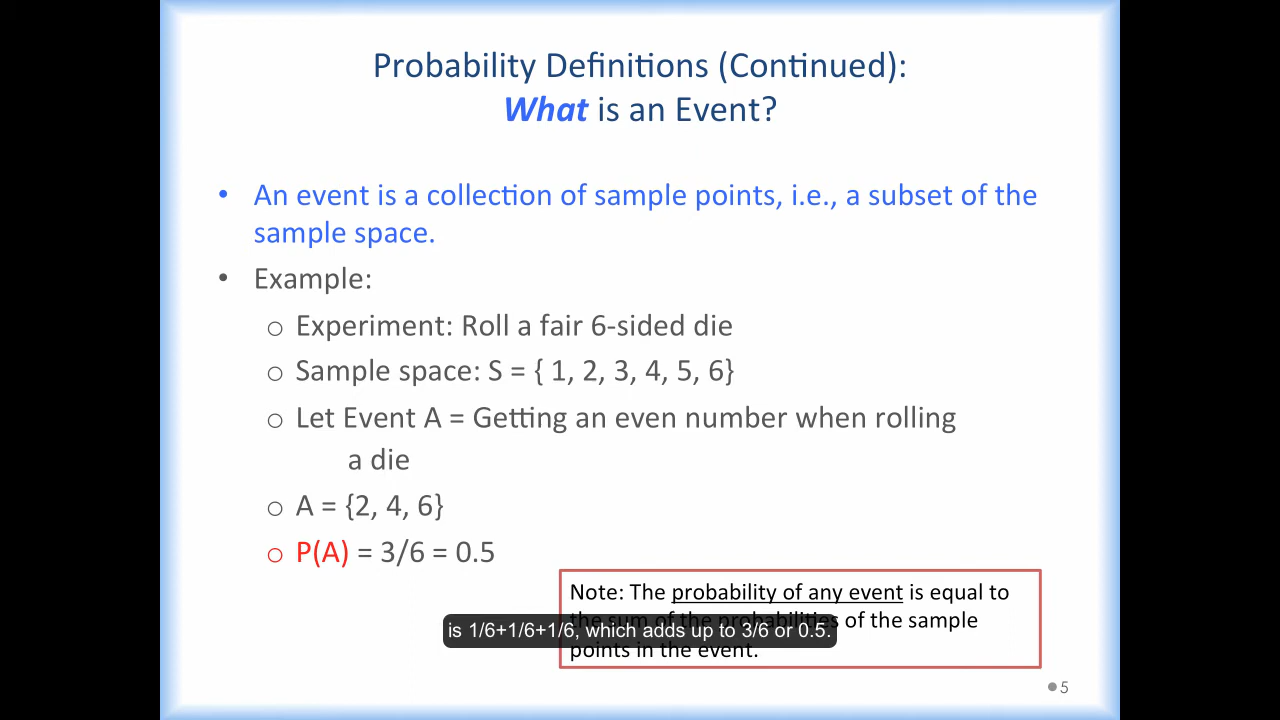 Probability Definitions (Continued):
What is an Event?
• An event is a collection of sample points, i.e., a subset of the
sample space.
• Example:
o Experiment: Roll a fair 6-sided die
o Sample space: S = { 1, 2, 3, 4, 5, 6}
o Let Event A = Getting an even number when rolling
a die
o A = {2, 4, 6}
o P(A) = 3/6 = 0.5
Note: The probability of any event is equal to
the sum of the probabilities of the sample
points in the event.
is 1/6+1/6+1/6, which adds up to 3/6 or 0.5.
5